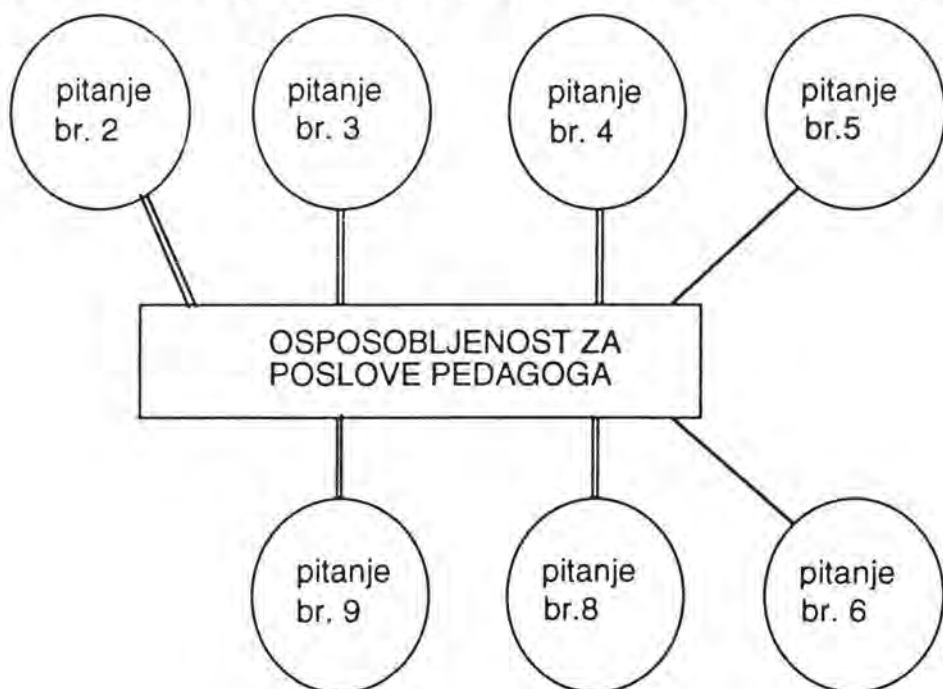 pitanje
br. 2
pitanje
br. 3
pitanje
br. 4
pitanje
br.5
OSPOSOBLJENOST ZA
POSLOVE PEDAGOGA
pitanje
br. 9
pitanje
br.8
pitanje
br. 6